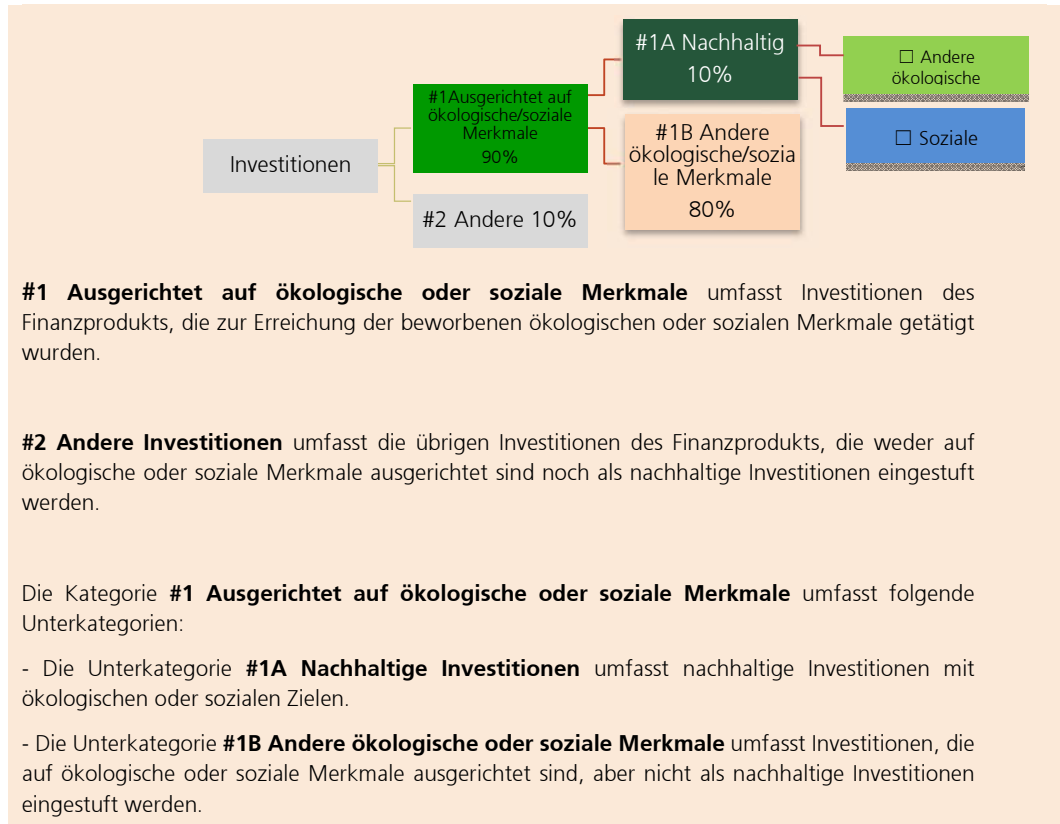 #1A Nachhaltig
10%
☐ Andere
ökologische
#1Ausgerichtet auf
ökologische/soziale
Merkmale
90%
☐ Soziale
#1B Andere
ökologische/sozia
le Merkmale
80%
Investitionen
#2 Andere 10%
#1 Ausgerichtet auf ökologische oder soziale Merkmale umfasst Investitionen des
Finanzprodukts, die zur Erreichung der beworbenen ökologischen oder sozialen Merkmale getätigt
wurden.
#2 Andere Investitionen umfasst die übrigen Investitionen des Finanzprodukts, die weder auf
ökologische oder soziale Merkmale ausgerichtet sind noch als nachhaltige Investitionen eingestuft
werden.
Die Kategorie #1 Ausgerichtet auf ökologische oder soziale Merkmale umfasst folgende
Unterkategorien:
- Die Unterkategorie #1A Nachhaltige Investitionen umfasst nachhaltige Investitionen mit
ökologischen oder sozialen Zielen.
- Die Unterkategorie #1B Andere ökologische oder soziale Merkmale umfasst Investitionen, die
auf ökologische oder soziale Merkmale ausgerichtet sind, aber nicht als nachhaltige Investitionen
eingestuft werden.